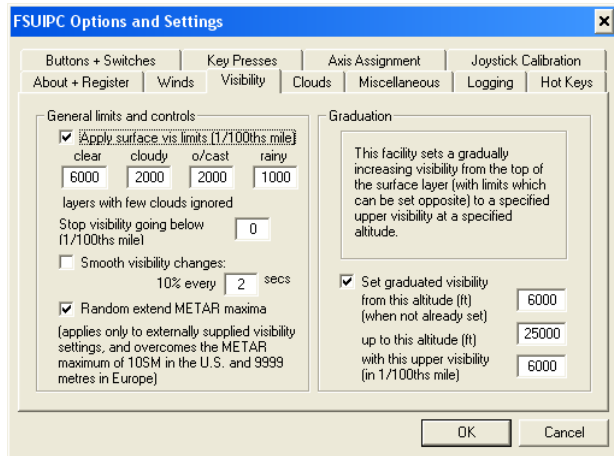 FSUIPC Options and Settings
Buttons + Switches Key Presses Axis Assignment Joystick Calibration
About + Register Winds Visibility Clouds Miscellaneous Logging Hot Keys
General limits and controls
Apply surface vis limits (1/100ths mile)
clear cloudy o/cast rainy
6000 2000 2000 1000
layers with few clouds ignored
Stop visibility going below 0
(1/100ths mile)
Smooth visibility changes:
10% every 2 secs
Random extend METAR maxima
(applies only to externally supplied visibility
settings, and overcomes the METAR
maximum of 10SM in the U.S. and 9999
metres in Europe)
Graduation
This facility sets a gradually
increasing visibility from the top of
the surface layer (with limits which
can be set opposite) to a specified
upper visibility at a specified
altitude.
Set graduated visibility
from this altitude (ft) 6000
(when not already set)
up to this altitude (ft) 25000
with this upper visibility 6000
(in 1/100ths mile)
OK Cancel